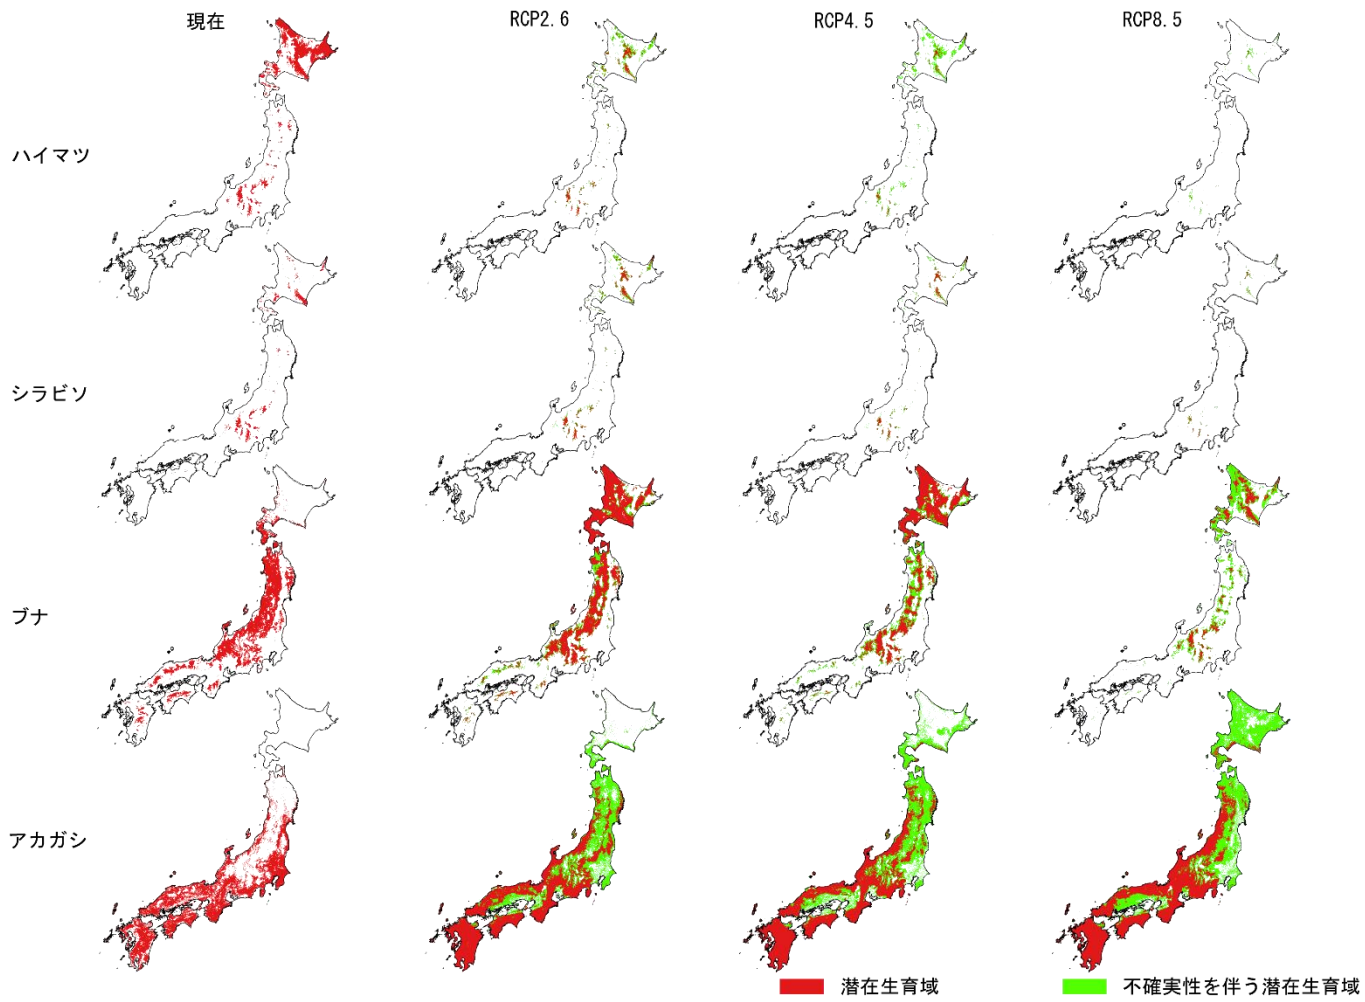 現在
RCP2.6
RCP4.5
RCP8.5
ハイマツ
シラビソ
ブナ
アカガシ
潜在生育域
不確実性を伴う潜在生育域